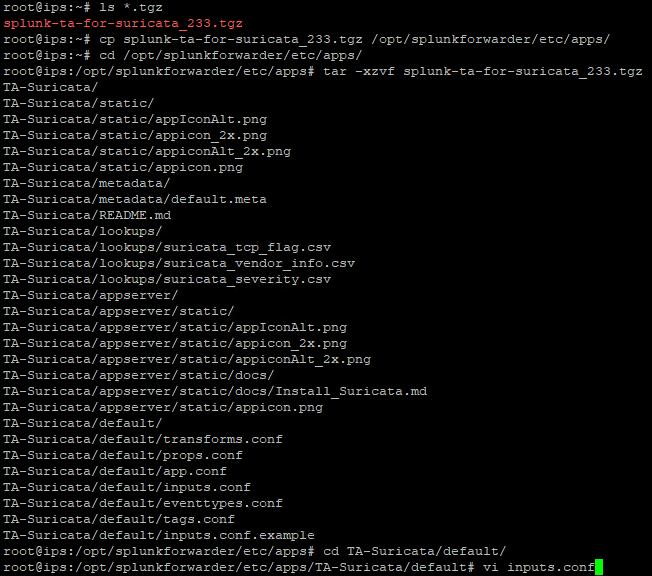 root@ips:~# ls *.tgz
splunk-ta-for-suricata_233.tgz
root@ips:~# cp splunk-ta-for-suricata_233.tgz /opt/splunkforwarder/etc/apps/
root@ips:~# cd /opt/splunkforwarder/etc/apps/
root@ips:/opt/splunkforwarder/etc/apps# tar -xzvf splunk-ta-for-suricata_233.tgz
TA-Suricata/
TA-Suricata/static/
TA-Suricata/static/appIconAlt.png
TA-Suricata/static/appicon_2x.png
TA-Suricata/static/appiconAlt_2x.png
TA-Suricata/static/appicon.png
TA-Suricata/metadata/
TA-Suricata/metadata/default.meta
TA-Suricata/README.md
TA-Suricata/lookups/
TA-Suricata/lookups/suricata_tcp_flag.csv
TA-Suricata/lookups/suricata_vendor_info.csv
TA-Suricata/lookups/suricata_severity.csv
TA-Suricata/appserver/
TA-Suricata/appserver/static/
TA-Suricata/appserver/static/appIconAlt.png
TA-Suricata/appserver/static/appicon_2x.png
TA-Suricata/appserver/static/appiconAlt_2x.png
TA-Suricata/appserver/static/docs/
TA-Suricata/appserver/static/docs/Install_Suricata.md
TA-Suricata/appserver/static/appicon.png
TA-Suricata/default/
TA-Suricata/default/transforms.conf
TA-Suricata/default/props.conf
TA-Suricata/default/app.conf
TA-Suricata/default/inputs.conf
TA-Suricata/default/eventtypes.conf
TA-Suricata/default/tags.conf
TA-Suricata/default/inputs.conf.example
root@ips:/opt/splunkforwarder/etc/apps# cd TA-Suricata/default/
root@ips:/opt/splunkforwarder/etc/apps/TA-Suricata/default# vi inputs.conf